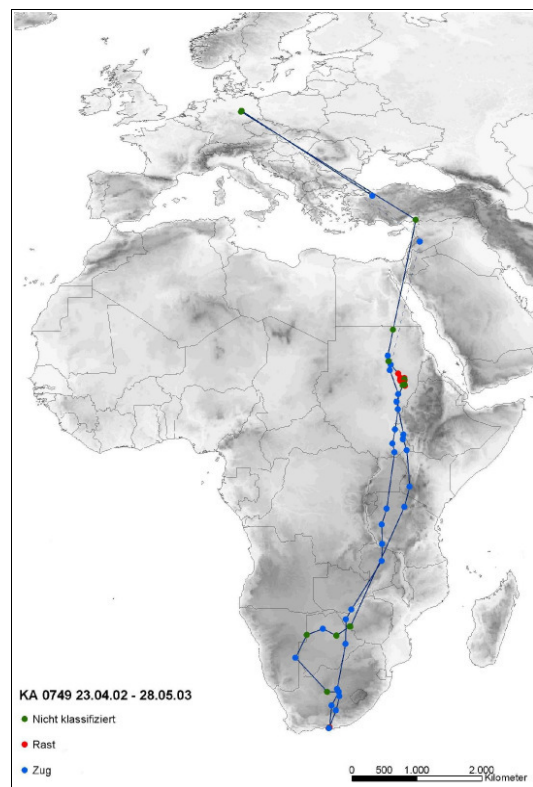 KA 0749 23.04.02 - 28.05.03
Nicht klassifiziert
Rast
Zug
0 500 1.000 2.000
Kilometer